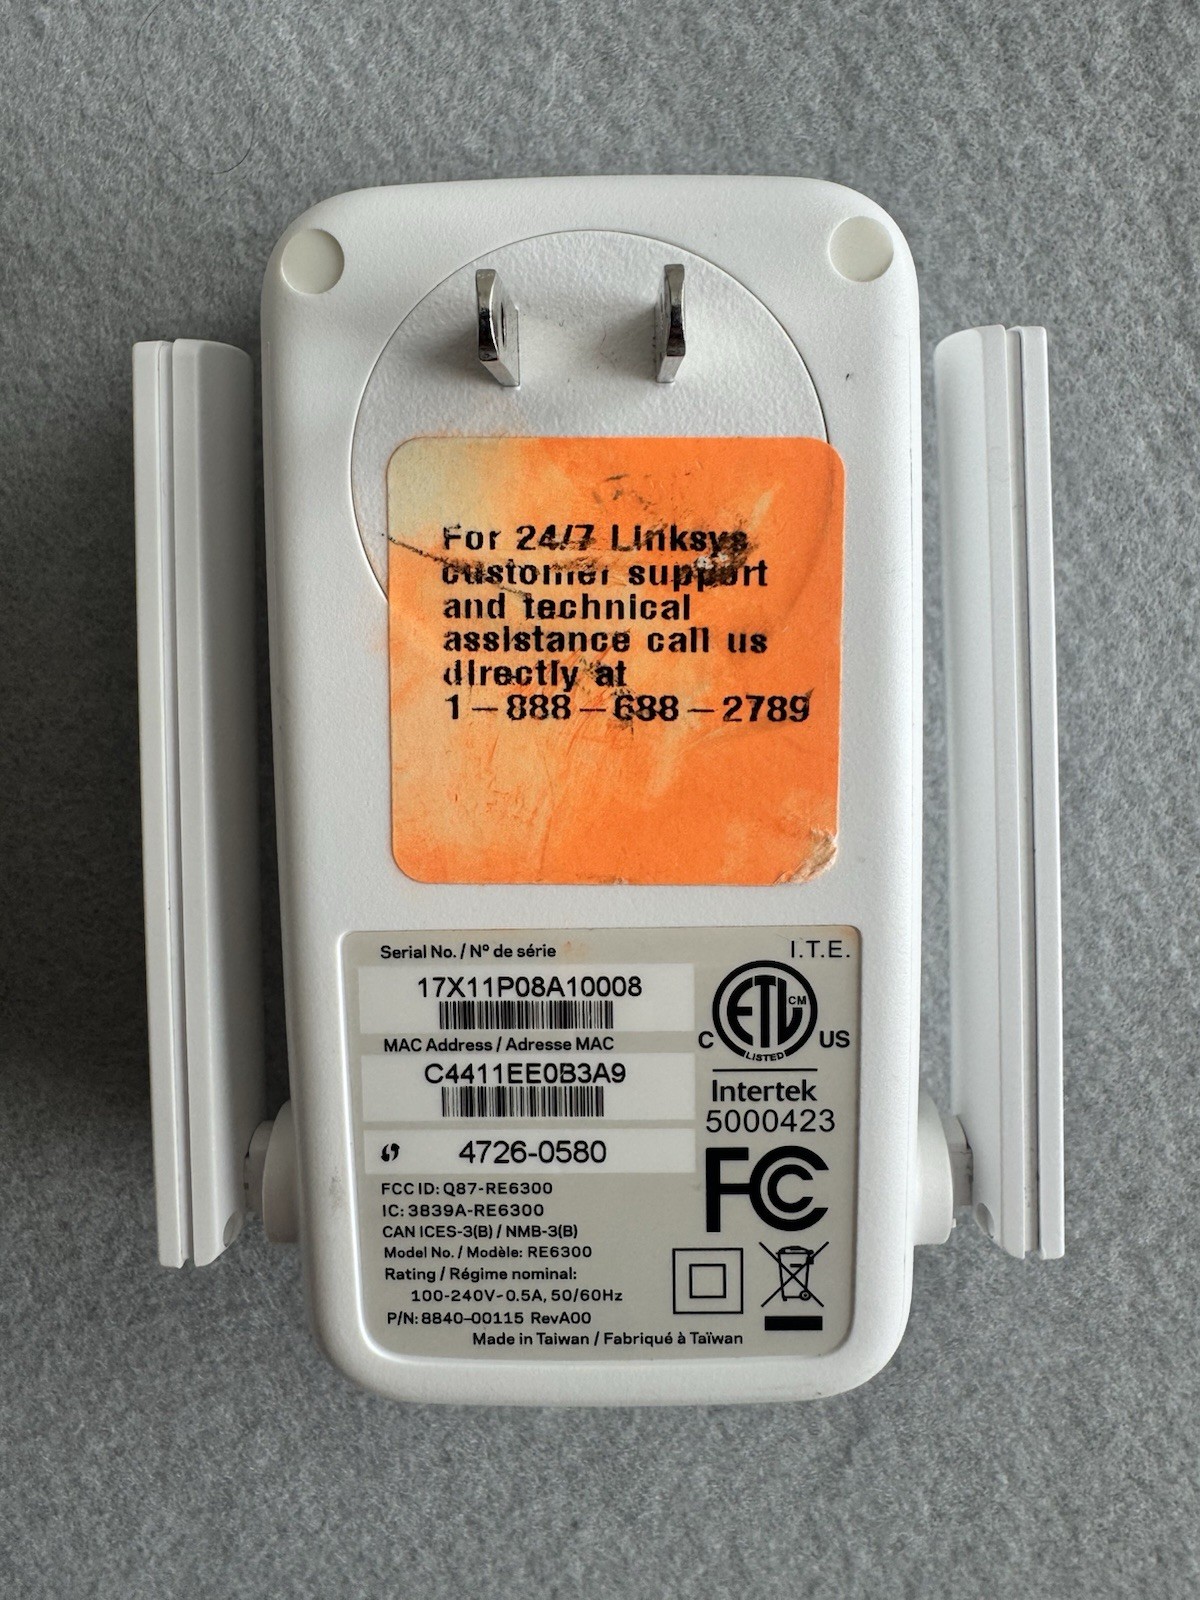 For 24/7 Linksys
customer support
and technical
assistance call us
directly at
1-888-688-2789
Serial No. / Nº de série
17X11P08A10008
MAC Address / Adresse MAC
C4411EE0B3A9
4726-0580
FCC ID: Q87-RE6300
IC: 3839A-RE6300
CAN ICES-3(B) / NMB-3(B)
Model No. / Modèle: RE6300
Rating / Régime nominal:
100-240V~0.5A, 50/60Hz
P/N: 8840-00115 RevA00
Made in Taiwan / Fabriqué à Taïwan
I.T.E.
ETL CM
C LISTED US
Intertek
5000423
FC